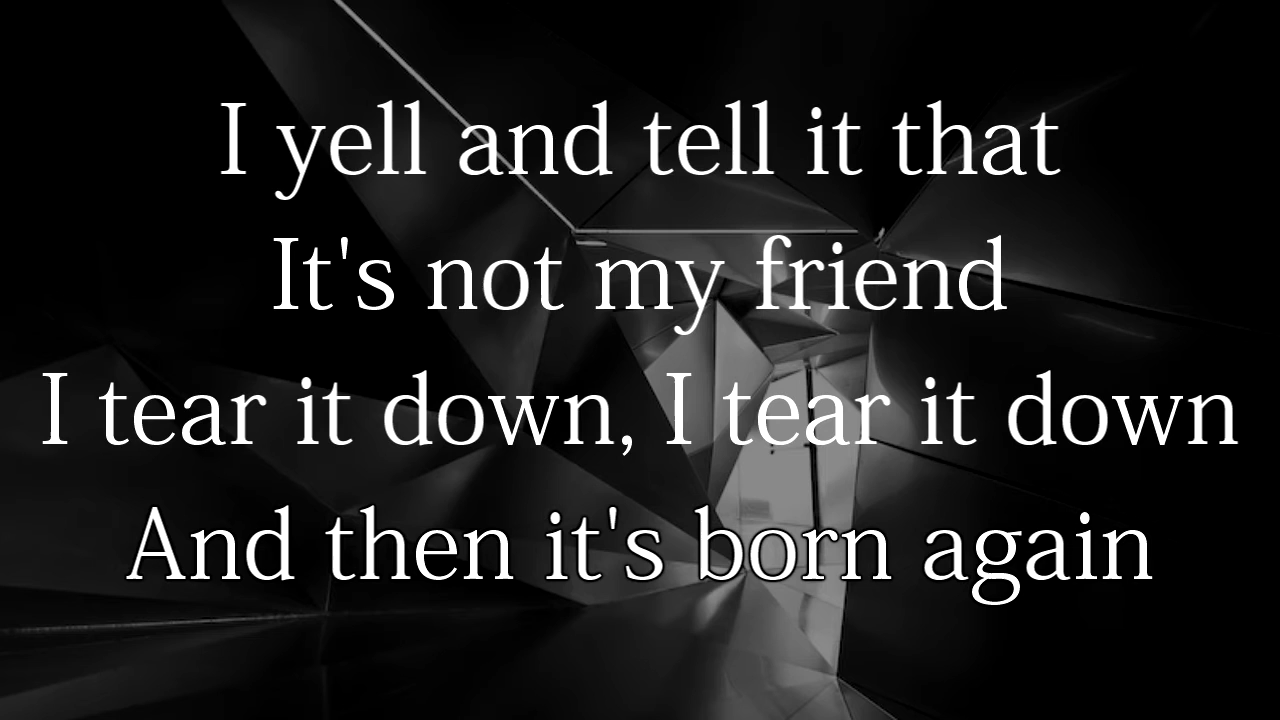 I yell and tell it that
It's not my friend
I tear it down, I tear it down
And then it's born again